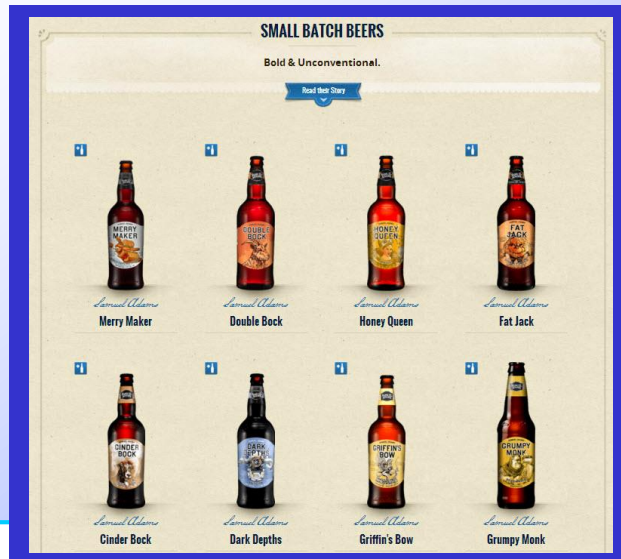 SMALL BATCH BEERS
Bold & Unconventional.
Read their Story
MERRY MAKER
DOUBLE BOCK
HONEY QUEEN
FAT JACK
Samuel Adams Samuel Adams Samuel Adams Samuel Adams
Merry Maker Double Bock Honey Queen Fat Jack
CINDER BOCK
DARK DEPTHS
GRIFFIN'S BOW
GRUMPY MONK
Samuel Adams Samuel Adams Samuel Adams Samuel Adams
Cinder Bock Dark Depths Griffin's Bow Grumpy Monk